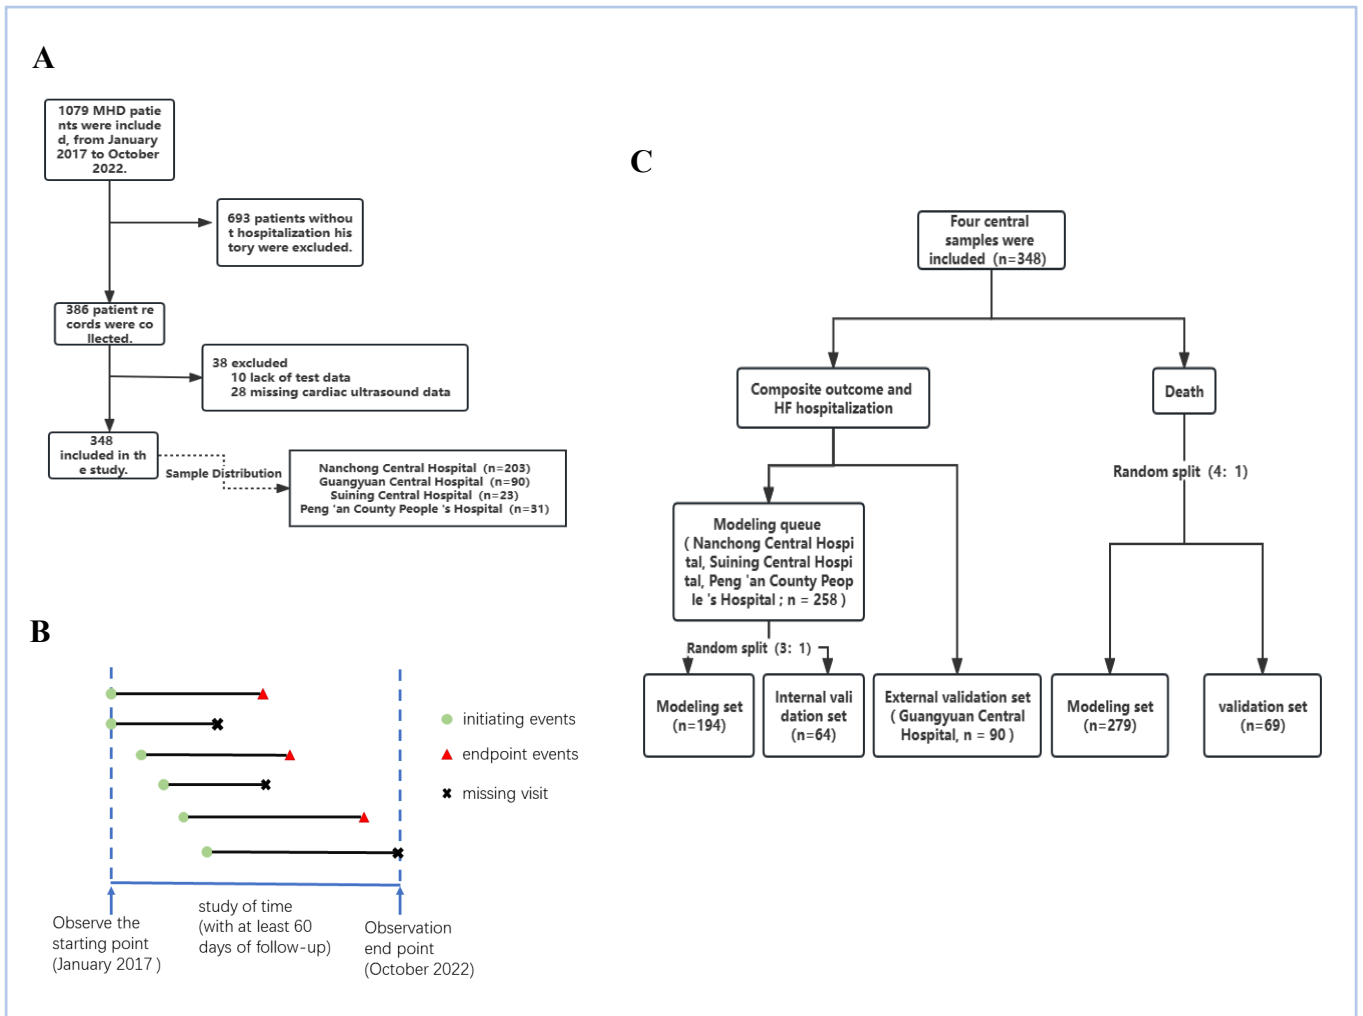 A
1079 MHD patie
nts were include
d, from January
2017 to October
2022.
693 patients withou
t hospitalization his
tory were excluded.
386 patient re
cords were co
llected.
38 excluded
10 lack of test data
28 missing cardiac ultrasound data
348
included in th
e study.
Sample Distribution
Nanchong Central Hospital (n=203)
Guangyuan Central Hospital (n=90)
Suining Central Hospital (n=23)
Peng 'an County People 's Hospital (n=31)
B
initiating events
endpoint events
missing visit
Observe the
starting point
(January 2017 )
study of time
(with at least 60
days of follow-up)
Observation
end point
(October 2022)
C
Four central
samples were
included (n=348)
Composite outcome and
HF hospitalization
Death
Random split (4: 1)
Modeling queue
( Nanchong Central Hospi
tal, Suining Central Hospi
tal, Peng 'an County Peop
le 's Hospital ; n = 258 )
Random split (3: 1)
Modeling set
(n=194)
Internal vali
dation set
(n=64)
External validation set
( Guangyuan Central
Hospital, n = 90 )
Modeling set
(n=279)
validation set
(n=69)